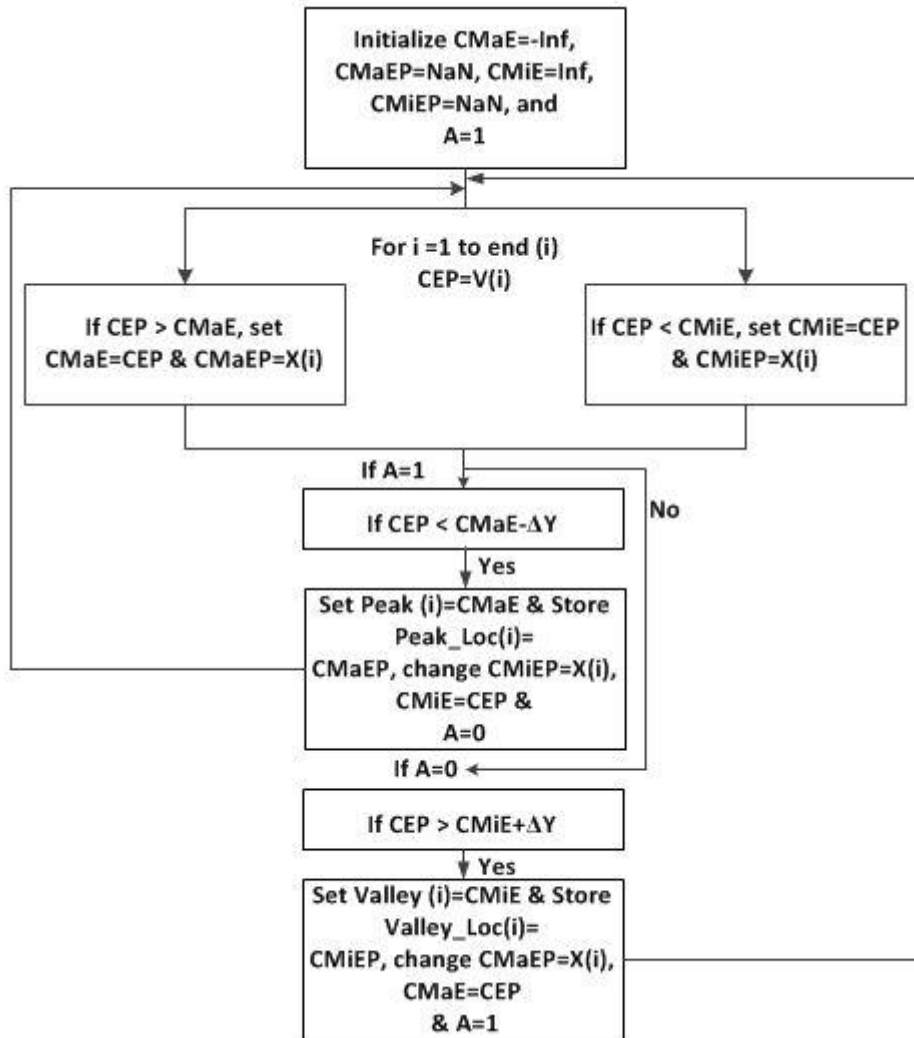 Initialize CMaE=-Inf,
CMaEP=NaN, CMiE=Inf,
CMiEP=NaN, and
A=1
For i =1 to end (i)
CEP=V(i)
If CEP > CMaE, set
CMaE=CEP & CMaEP=X(i)
If CEP < CMiE, set CMiE=CEP
& CMiEP=X(i)
If A=1
No
If CEP < CMaE-ΔY
Yes
Set Peak (i)=CMaE & Store
Peak_Loc(i)=
CMaEP, change CMiEP=X(i),
CMiE=CEP &
A=0
If A=0
If CEP > CMiE+ΔY
Yes
Set Valley (i)=CMiE & Store
Valley_Loc(i)=
CMiEP, change CMaEP=X(i),
CMaE=CEP
& A=1